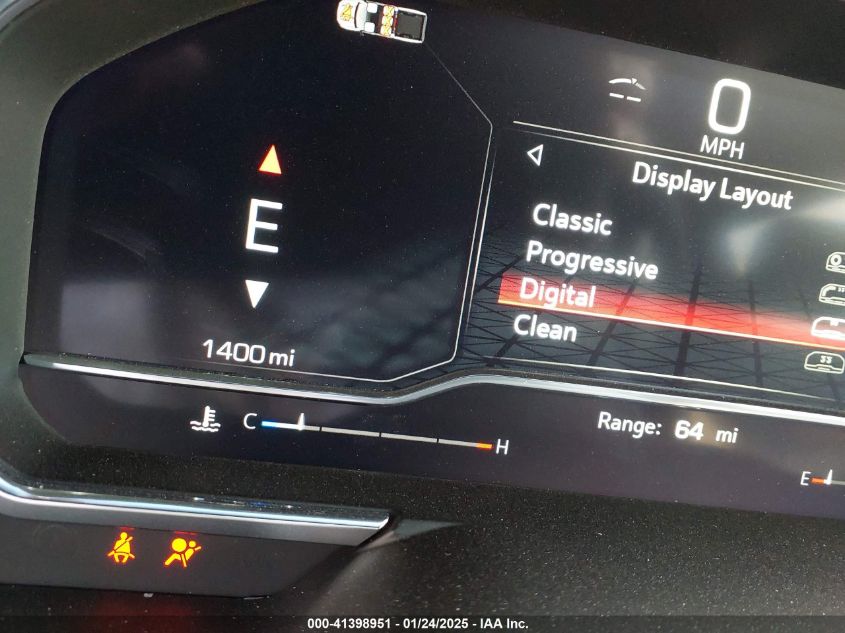 0
MPH
Display Layout
Classic
Progressive
Digital
Clean
E
1400 mi
C
H
Range: 64 mi
E
000-41398951 - 01/24/2025 - IAA Inc.